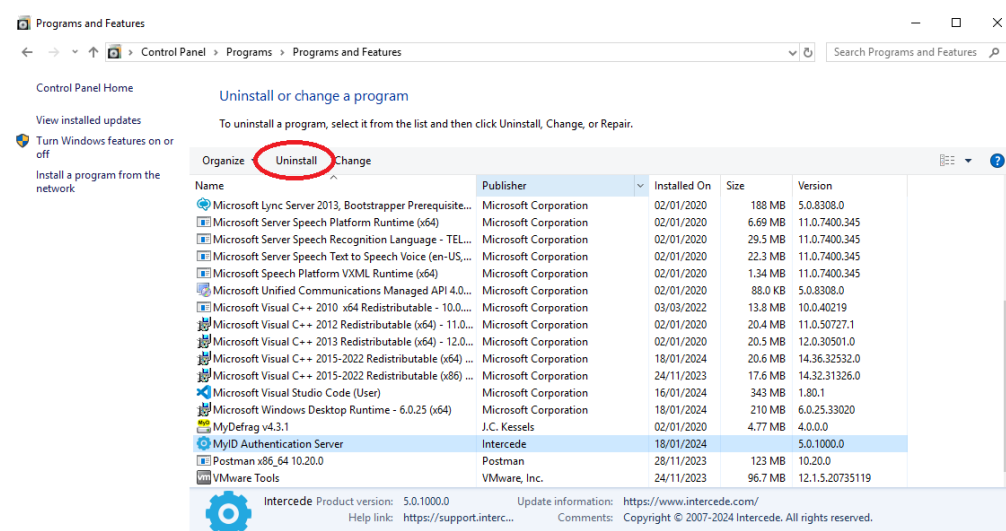 Programs and Features
Control Panel > Programs > Programs and Features
Search Programs and Features
Control Panel Home
View installed updates
Turn Windows features on or
off
Install a program from the
network
Uninstall or change a program
To uninstall a program, select it from the list and then click Uninstall, Change, or Repair.
Organize Uninstall Change
Name Publisher Installed On Size Version
Microsoft Lync Server 2013, Bootstrapper Prerequisite... Microsoft Corporation 02/01/2020 188 MB 5.0.8308.0
Microsoft Server Speech Platform Runtime (x64) Microsoft Corporation 02/01/2020 6.69 MB 11.0.7400.345
Microsoft Server Speech Recognition Language - TEL... Microsoft Corporation 02/01/2020 29.5 MB 11.0.7400.345
Microsoft Server Speech Text to Speech Voice (en-US,... Microsoft Corporation 02/01/2020 22.3 MB 11.0.7400.345
Microsoft Speech Platform VXML Runtime (x64) Microsoft Corporation 02/01/2020 1.34 MB 11.0.7400.345
Microsoft Unified Communications Managed API 4.0... Microsoft Corporation 02/01/2020 88.0 KB 5.0.8308.0
Microsoft Visual C++ 2010 x64 Redistributable - 10.0.... Microsoft Corporation 03/03/2022 13.8 MB 10.0.40219
Microsoft Visual C++ 2012 Redistributable (x64) - 11.0... Microsoft Corporation 02/01/2020 20.4 MB 11.0.50727.1
Microsoft Visual C++ 2013 Redistributable (x64) - 12.0... Microsoft Corporation 02/01/2020 20.5 MB 12.0.30501.0
Microsoft Visual C++ 2015-2022 Redistributable (x64) ... Microsoft Corporation 18/01/2024 20.6 MB 14.36.32532.0
Microsoft Visual C++ 2015-2022 Redistributable (x86) ... Microsoft Corporation 24/11/2023 17.6 MB 14.32.31326.0
Microsoft Visual Studio Code (User) Microsoft Corporation 16/01/2024 343 MB 1.80.1
Microsoft Windows Desktop Runtime - 6.0.25 (x64) Microsoft Corporation 18/01/2024 210 MB 6.0.25.33020
MyDefrag v4.3.1 J.C. Kessels 02/01/2020 4.77 MB 4.0.0.0
MyID Authentication Server Intercede 18/01/2024 5.0.1000.0
Postman x86_64 10.20.0 Postman 28/11/2023 123 MB 10.20.0
VMware Tools VMware, Inc. 24/11/2023 96.7 MB 12.1.5.20735119
Intercede Product version: 5.0.1000.0 Update information: https://www.intercede.com/
Help link: https://support.interc... Comments: Copyright © 2007-2024 Intercede. All rights reserved.